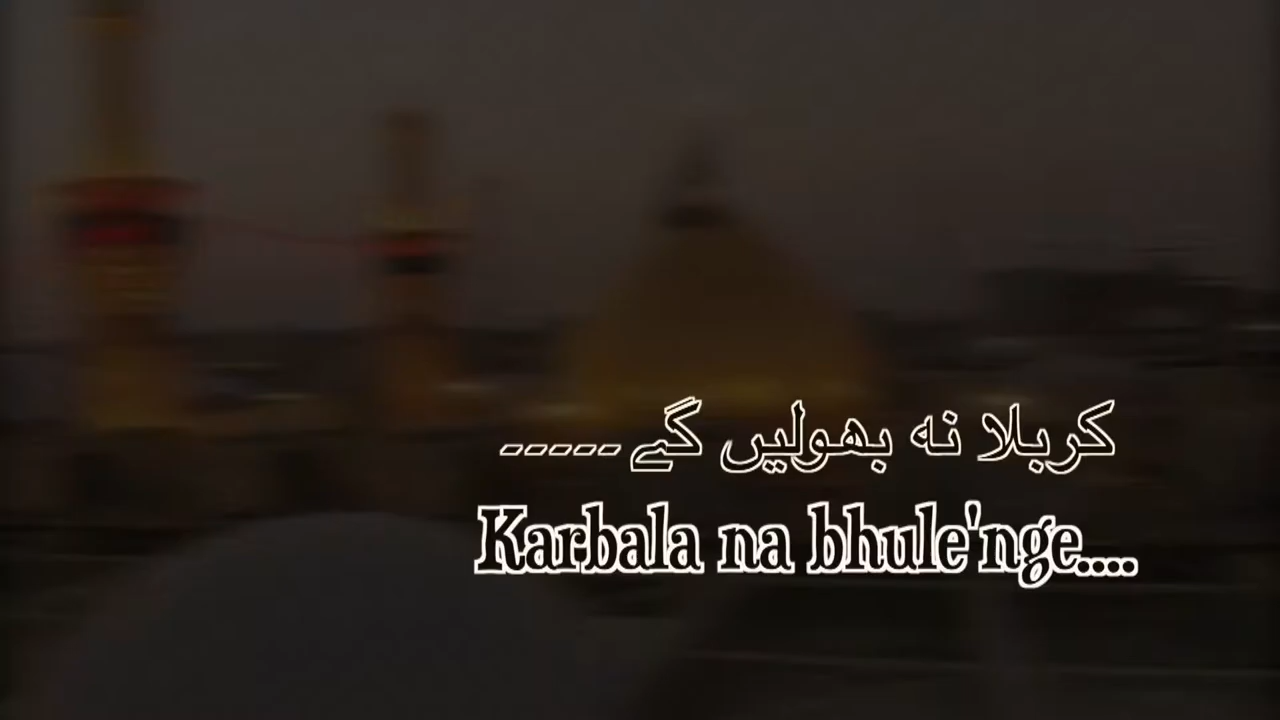 کربلا نہ بھولیں گے-----
Karbala na bhule'nge....